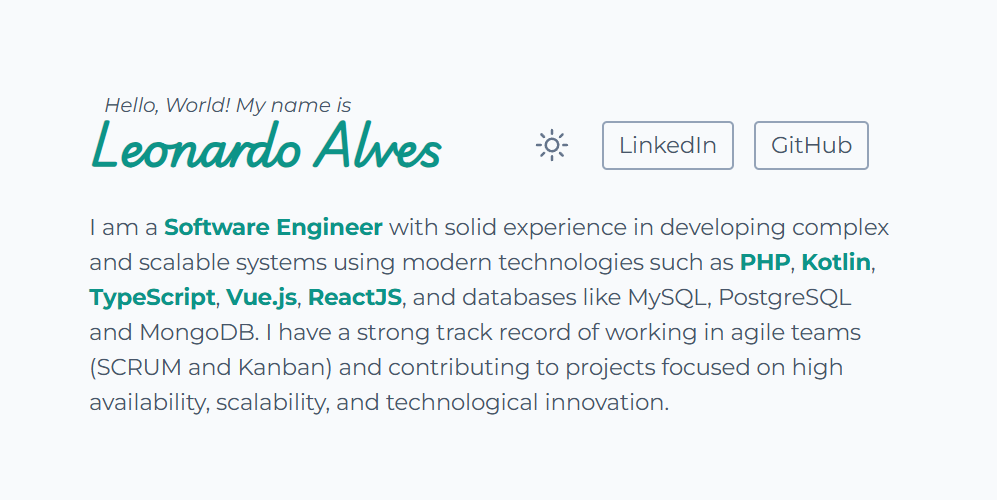 Hello, World! My name is
Leonardo Alves
LinkedIn
GitHub
I am a Software Engineer with solid experience in developing complex
and scalable systems using modern technologies such as PHP, Kotlin,
TypeScript, Vue.js, ReactJS, and databases like MySQL, PostgreSQL
and MongoDB. I have a strong track record of working in agile teams
(SCRUM and Kanban) and contributing to projects focused on high
availability, scalability, and technological innovation.